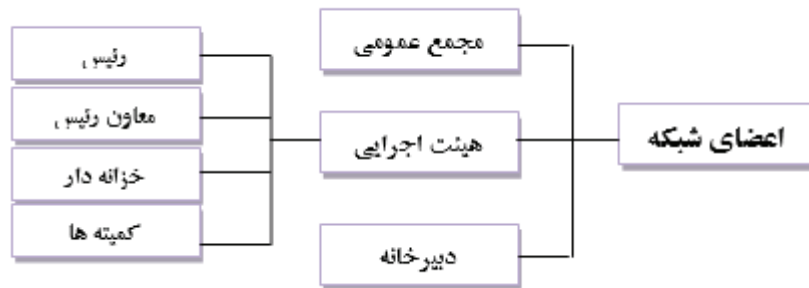 اعضای شبکه
مجمع عمومی
هیئت اجرایی
دبیرخانه
رئیس
معاون رئیس
خزانه دار
کمیته ها